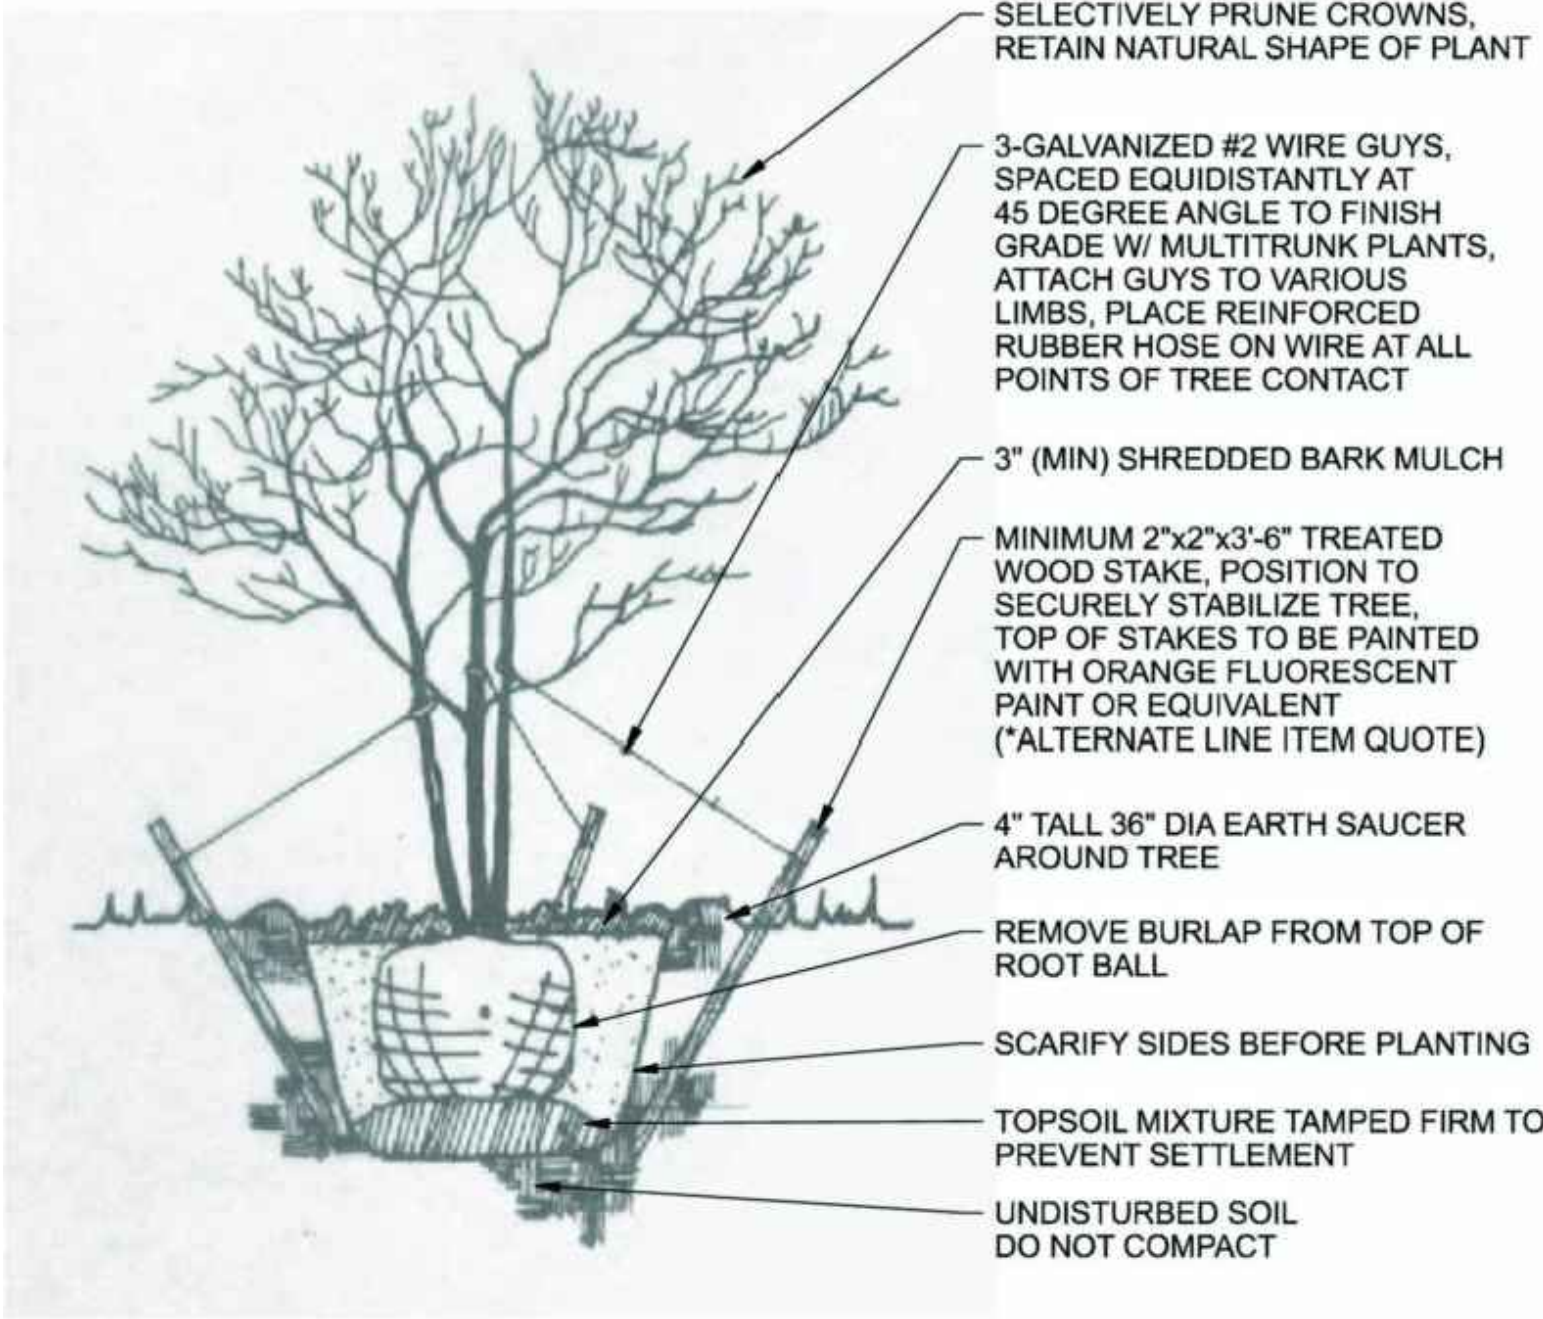 SELECTIVELY PRUNE CROWNS,
RETAIN NATURAL SHAPE OF PLANT
3-GALVANIZED #2 WIRE GUYS,
SPACED EQUIDISTANTLY AT
45 DEGREE ANGLE TO FINISH
GRADE W/ MULTITRUNK PLANTS,
ATTACH GUYS TO VARIOUS
LIMBS, PLACE REINFORCED
RUBBER HOSE ON WIRE AT ALL
POINTS OF TREE CONTACT
3" (MIN) SHREDDED BARK MULCH
MINIMUM 2"x2"x3'-6" TREATED
WOOD STAKE, POSITION TO
SECURELY STABILIZE TREE,
TOP OF STAKES TO BE PAINTED
WITH ORANGE FLUORESCENT
PAINT OR EQUIVALENT
(*ALTERNATE LINE ITEM QUOTE)
4" TALL 36" DIA EARTH SAUCER
AROUND TREE
REMOVE BURLAP FROM TOP OF
ROOT BALL
SCARIFY SIDES BEFORE PLANTING
TOPSOIL MIXTURE TAMPED FIRM TO
PREVENT SETTLEMENT
UNDISTURBED SOIL
DO NOT COMPACT